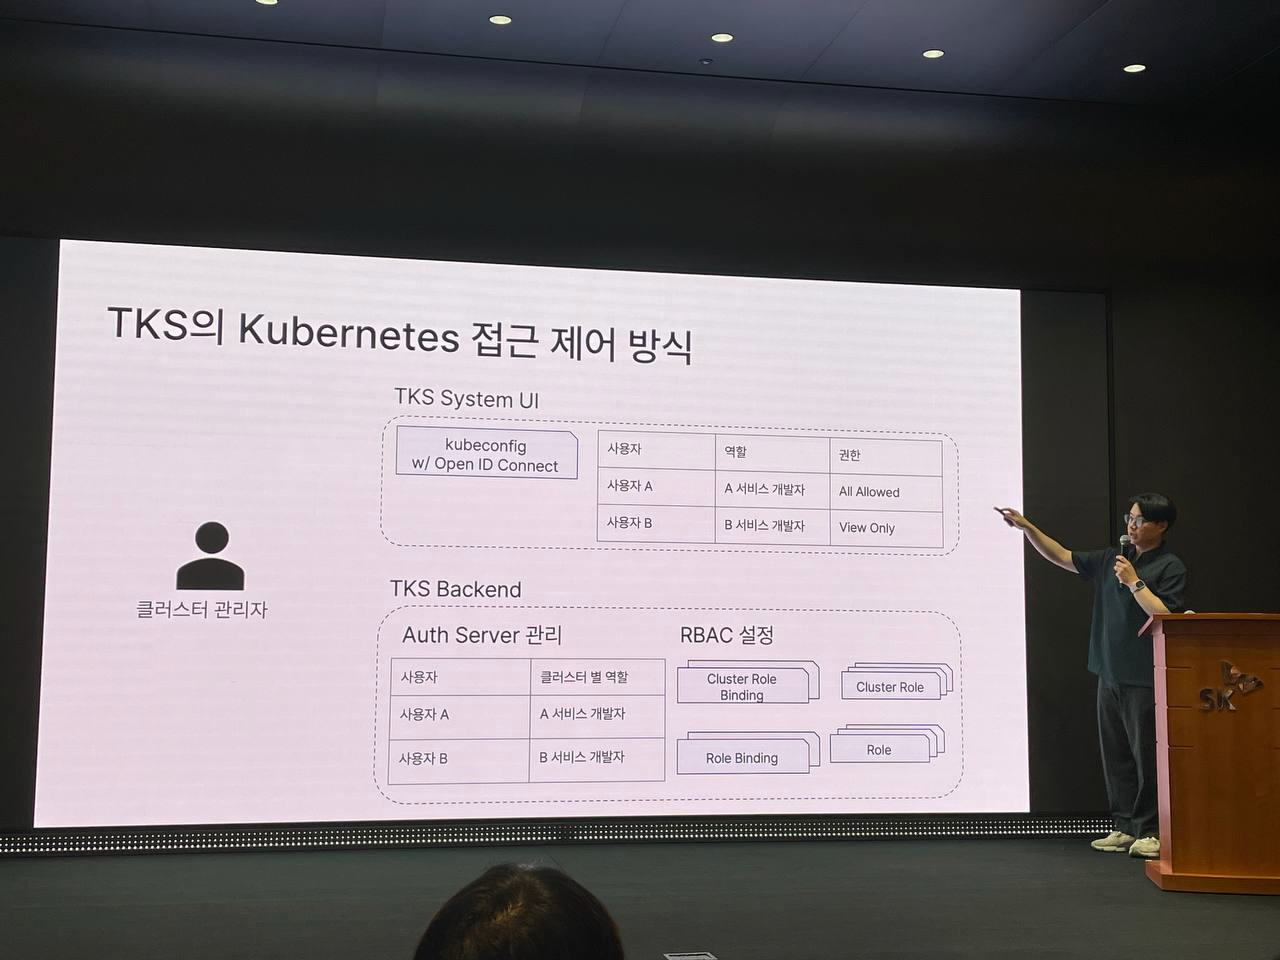 TKS의 Kubernetes 접근 제어 방식
TKS System UI
kubeconfig
w/ Open ID Connect
사용자 역할 권한
사용자 A A 서비스 개발자 All Allowed
사용자 B B 서비스 개발자 View Only
클러스터 관리자
TKS Backend
Auth Server 관리
사용자 클러스터 별 역할
사용자 A A 서비스 개발자
사용자 B B 서비스 개발자
RBAC 설정
Cluster Role
Binding
Cluster Role
Role Binding
Role
SK